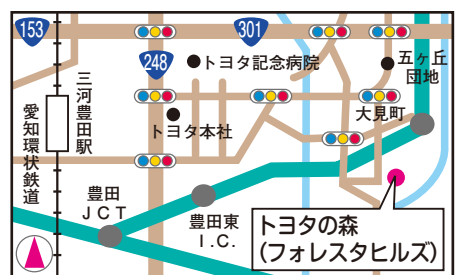 153
301
248
トヨタ記念病院
五ヶ丘
団地
三河豊田駅
愛知環状鉄道
トヨタ本社
大見町
豊田
JCT
豊田東
I.C.
トヨタの森
(フォレスタヒルズ)